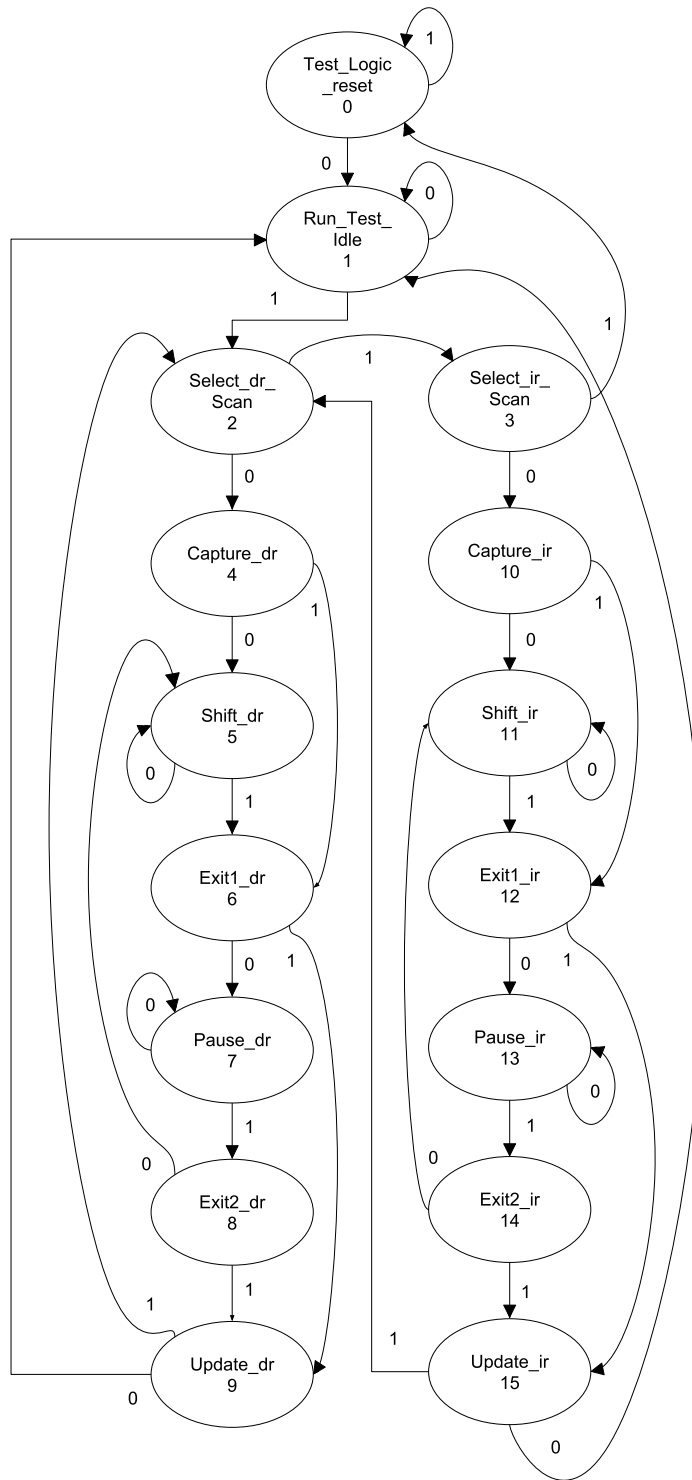 Test_Logic
_reset
0
1
0
Run_Test_
Idle
1
0
1
Select_dr_
Scan
2
1
Select_ir_
Scan
3
1
0
0
Capture_dr
4
1
Capture_ir
10
1
0
0
Shift_dr
5
0
Shift_ir
11
0
1
1
Exit1_dr
6
1
Exit1_ir
12
1
0
0
0
Pause_dr
7
Pause_ir
13
0
1
1
0
Exit2_dr
8
0
Exit2_ir
14
1
1
1
1
Update_dr
9
0
Update_ir
15
0